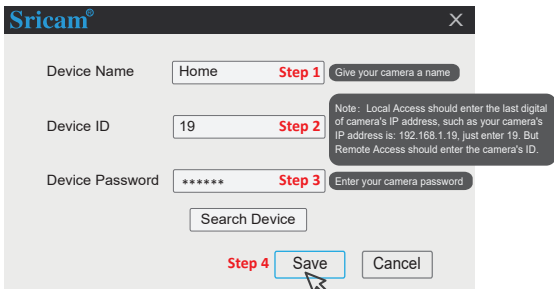 Sricam®
X
Device Name
Home
Step 1
Give your camera a name
Device ID
19
Step 2
Note： Local Access should enter the last digital
of camera's IP address, such as your camera's
IP address is: 192.168.1.19, just enter 19. But
Remote Access should enter the camera's ID.
Device Password
******
Step 3
Enter your camera password
Search Device
Step 4
Save
Cancel